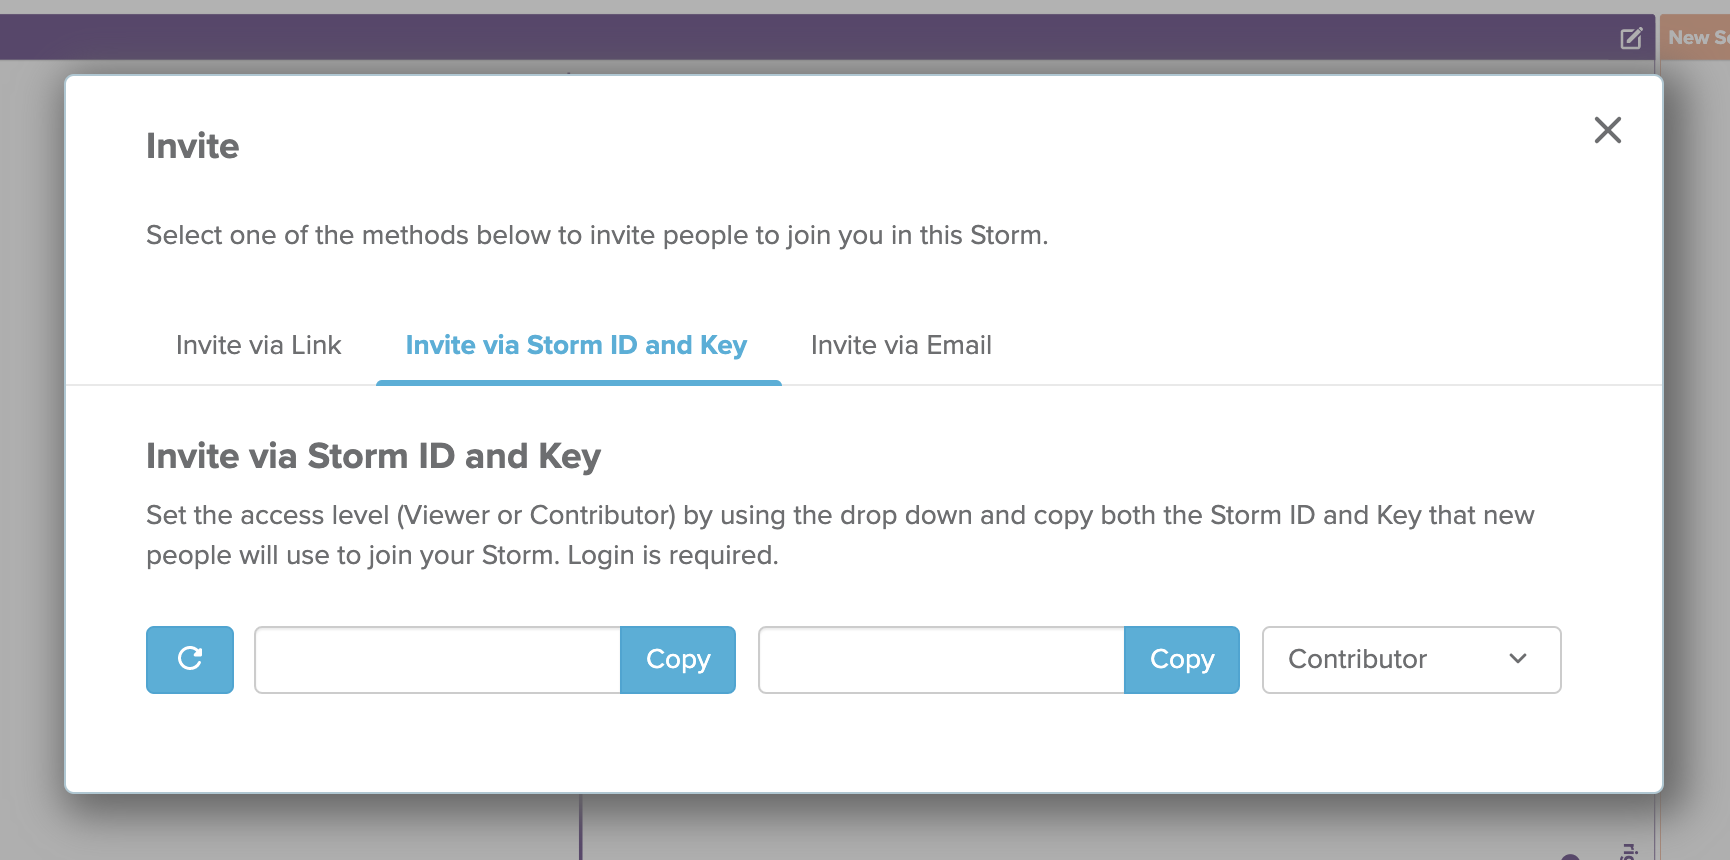 New
Invite
Select one of the methods below to invite people to join you in this Storm.
Invite via Link
Invite via Storm ID and Key
Invite via Email
Invite via Storm ID and Key
Set the access level (Viewer or Contributor) by using the drop down and copy both the Storm ID and Key that new
people will use to join your Storm. Login is required.
Copy
Copy
Contributor